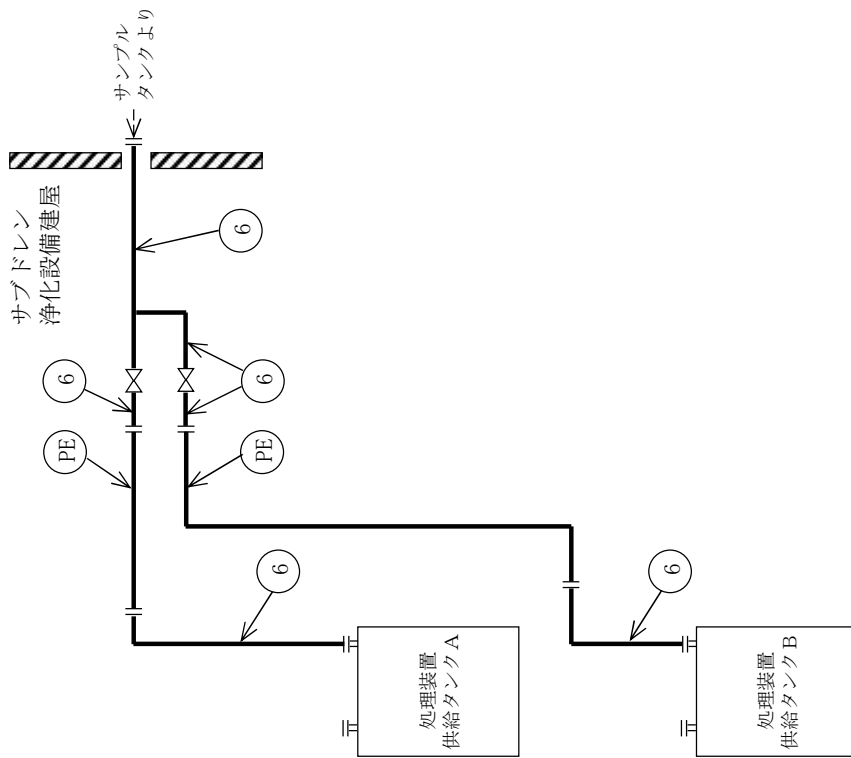 サブドレン
浄化設備建屋
サンプル
タンクより
6
6
PE
6
PE
6
6
処理装置
供給タンクA
処理装置
供給タンクB